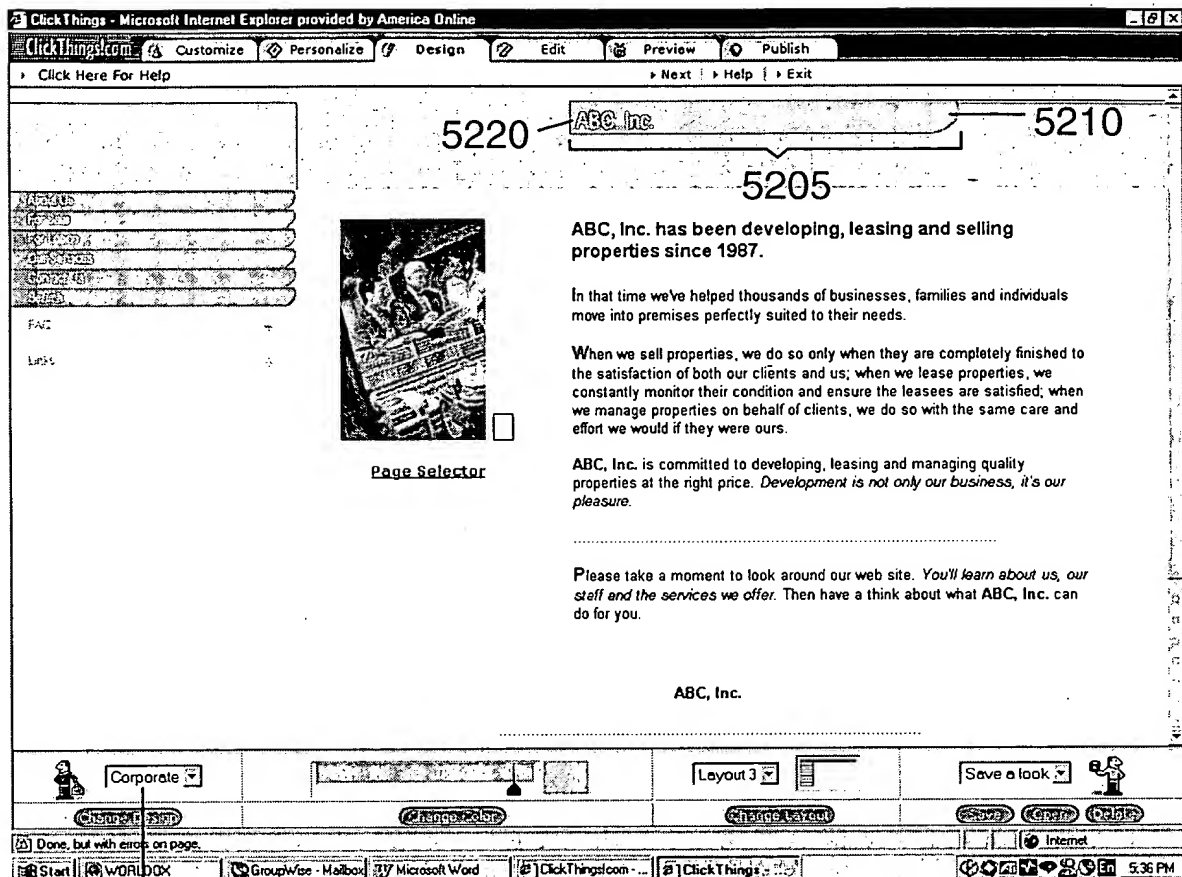 ClickThings - Microsoft Internet Explorer provided by America Online
ClickThings!com Customize Personalize Design Edit Preview Publish
Click Here For Help Next Help Exit
5220 ABC, Inc. 5210
5205
About Us
Our Services
Contact Us
FAQ
Links
Page Selector
ABC, Inc. has been developing, leasing and selling
properties since 1987.
In that time we've helped thousands of businesses, families and individuals
move into premises perfectly suited to their needs.
When we sell properties, we do so only when they are completely finished to
the satisfaction of both our clients and us; when we lease properties, we
constantly monitor their condition and ensure the leasees are satisfied; when
we manage properties on behalf of clients, we do so with the same care and
effort we would if they were ours.
ABC, Inc. is committed to developing, leasing and managing quality
properties at the right price. Development is not only our business, it's our
pleasure.
Please take a moment to look around our web site. You'll learn about us, our
staff and the services we offer. Then have a think about what ABC, Inc. can
do for you.
ABC, Inc.
Corporate Layout 3 Save a look
Change Design Change Color Change Layout Save Open Delete
Done, but with errors on page. Internet
Start WORLDOX GroupWise - Mailbox Microsoft Word ClickThings!com - ... ClickThings - ... En 5:36 PM